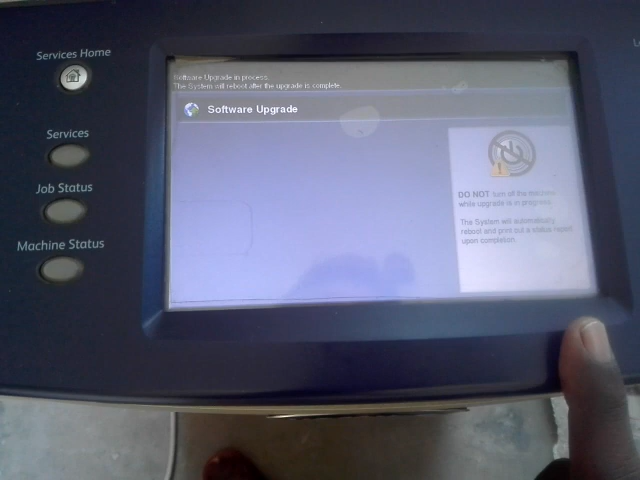 Services Home
Services
Job Status
Machine Status
Software Upgrade in process.
The System will reboot after the upgrade is complete.
Software Upgrade
DO NOT turn off the machine
while upgrade is in progress.
The System will automatically
reboot and print out a status report
upon completion.